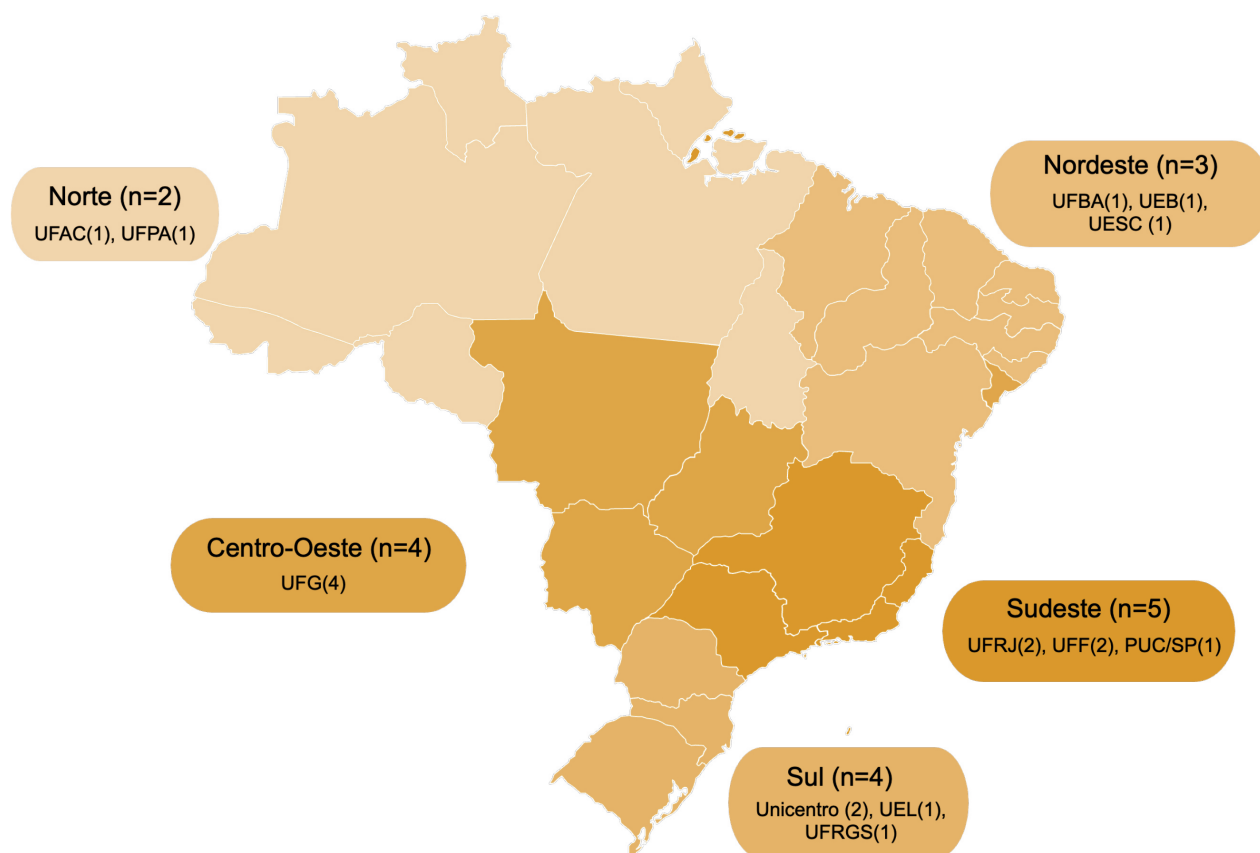 Norte (n=2)
UFAC(1), UFPA(1)
Nordeste (n=3)
UFBA(1), UEB(1),
UESC (1)
Centro-Oeste (n=4)
UFG(4)
Sudeste (n=5)
UFRJ(2), UFF(2), PUC/SP(1)
Sul (n=4)
Unicentro (2), UEL(1),
UFRGS(1)